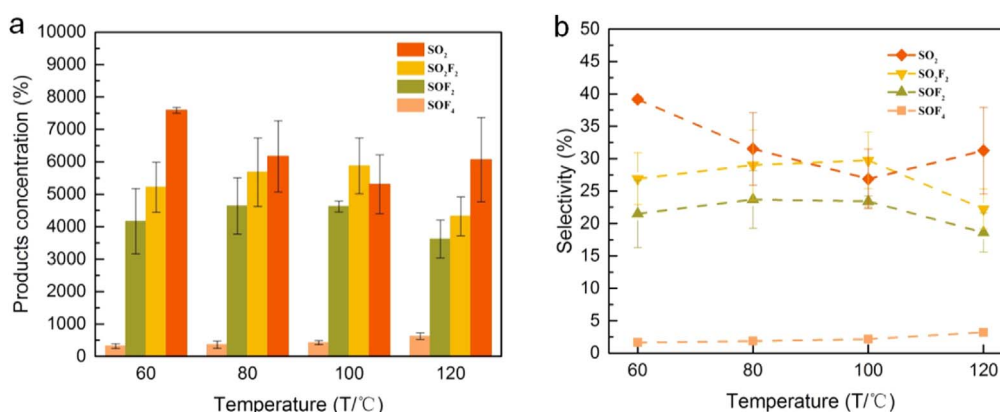 a
Products concentration (%)
10000
9000
8000
7000
6000
5000
4000
3000
2000
1000
0
SO₂
SO₂F₂
SOF₂
SOF₄
60 80 100 120
Temperature (T/℃)
b
Selectivity (%)
50
45
40
35
30
25
20
15
10
5
0
SO₂
SO₂F₂
SOF₂
SOF₄
60 80 100 120
Temperature (T/℃)